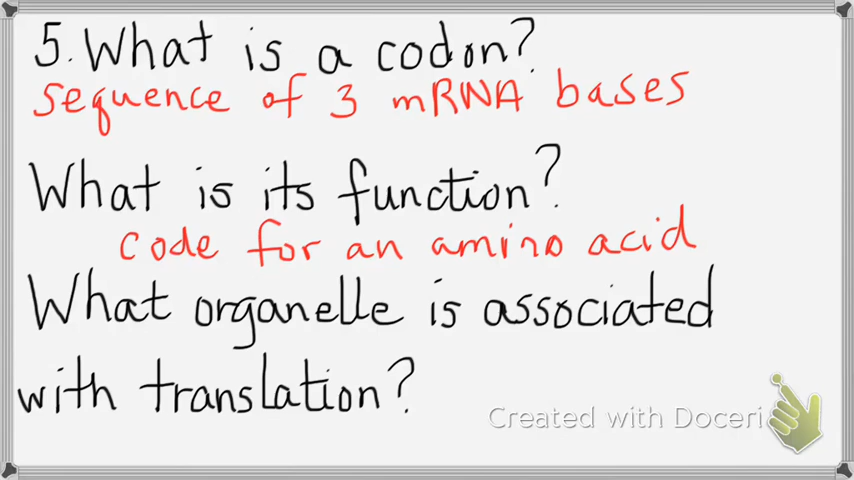 5. What is a codon?
sequence of 3 mRNA bases
What is its function?
code for an amino acid
What organelle is associated
with translation?
Created with Doceri